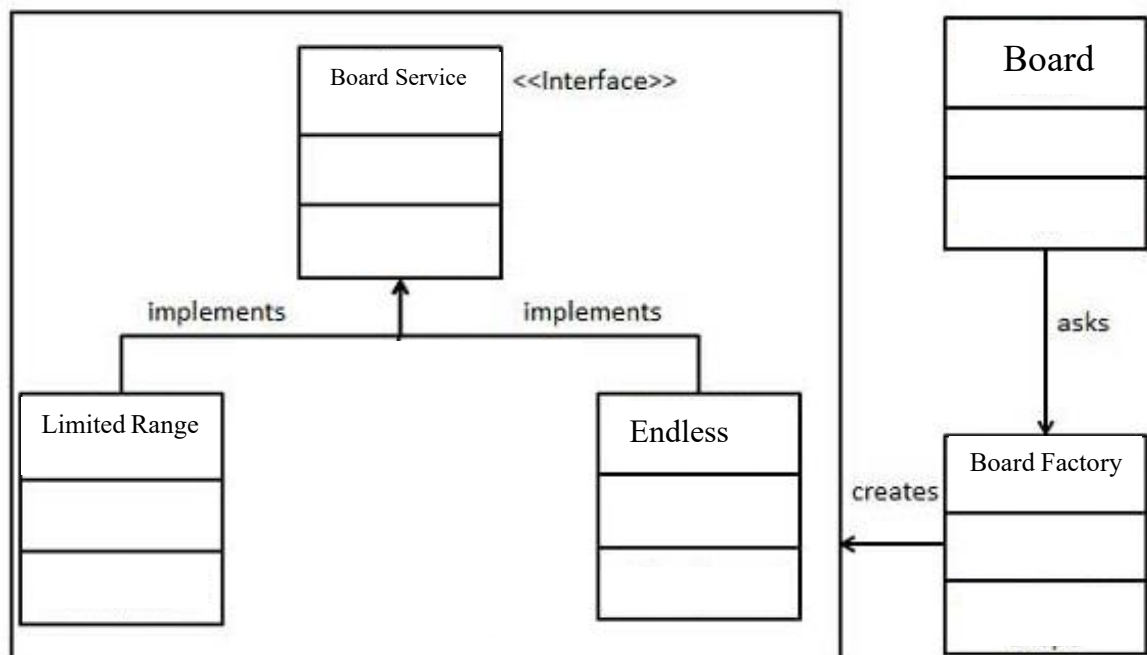 Board Service
<<Interface>>
Board
implements
implements
asks
Limited Range
Endless
Board Factory
creates